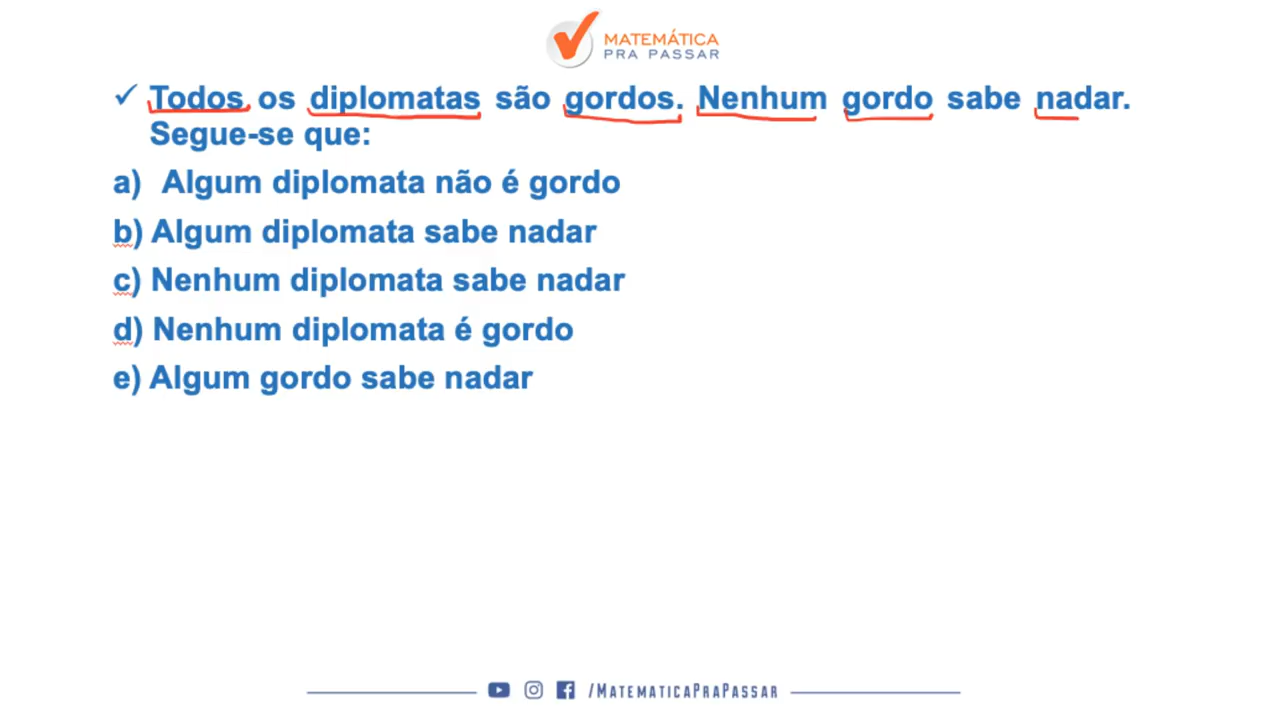 MATEMÁTICA
PRA PASSAR
✓ Todos os diplomatas são gordos. Nenhum gordo sabe nadar.
Segue-se que:
a) Algum diplomata não é gordo
b) Algum diplomata sabe nadar
c) Nenhum diplomata sabe nadar
d) Nenhum diplomata é gordo
e) Algum gordo sabe nadar
/MATEMATICAPRAPASSAR